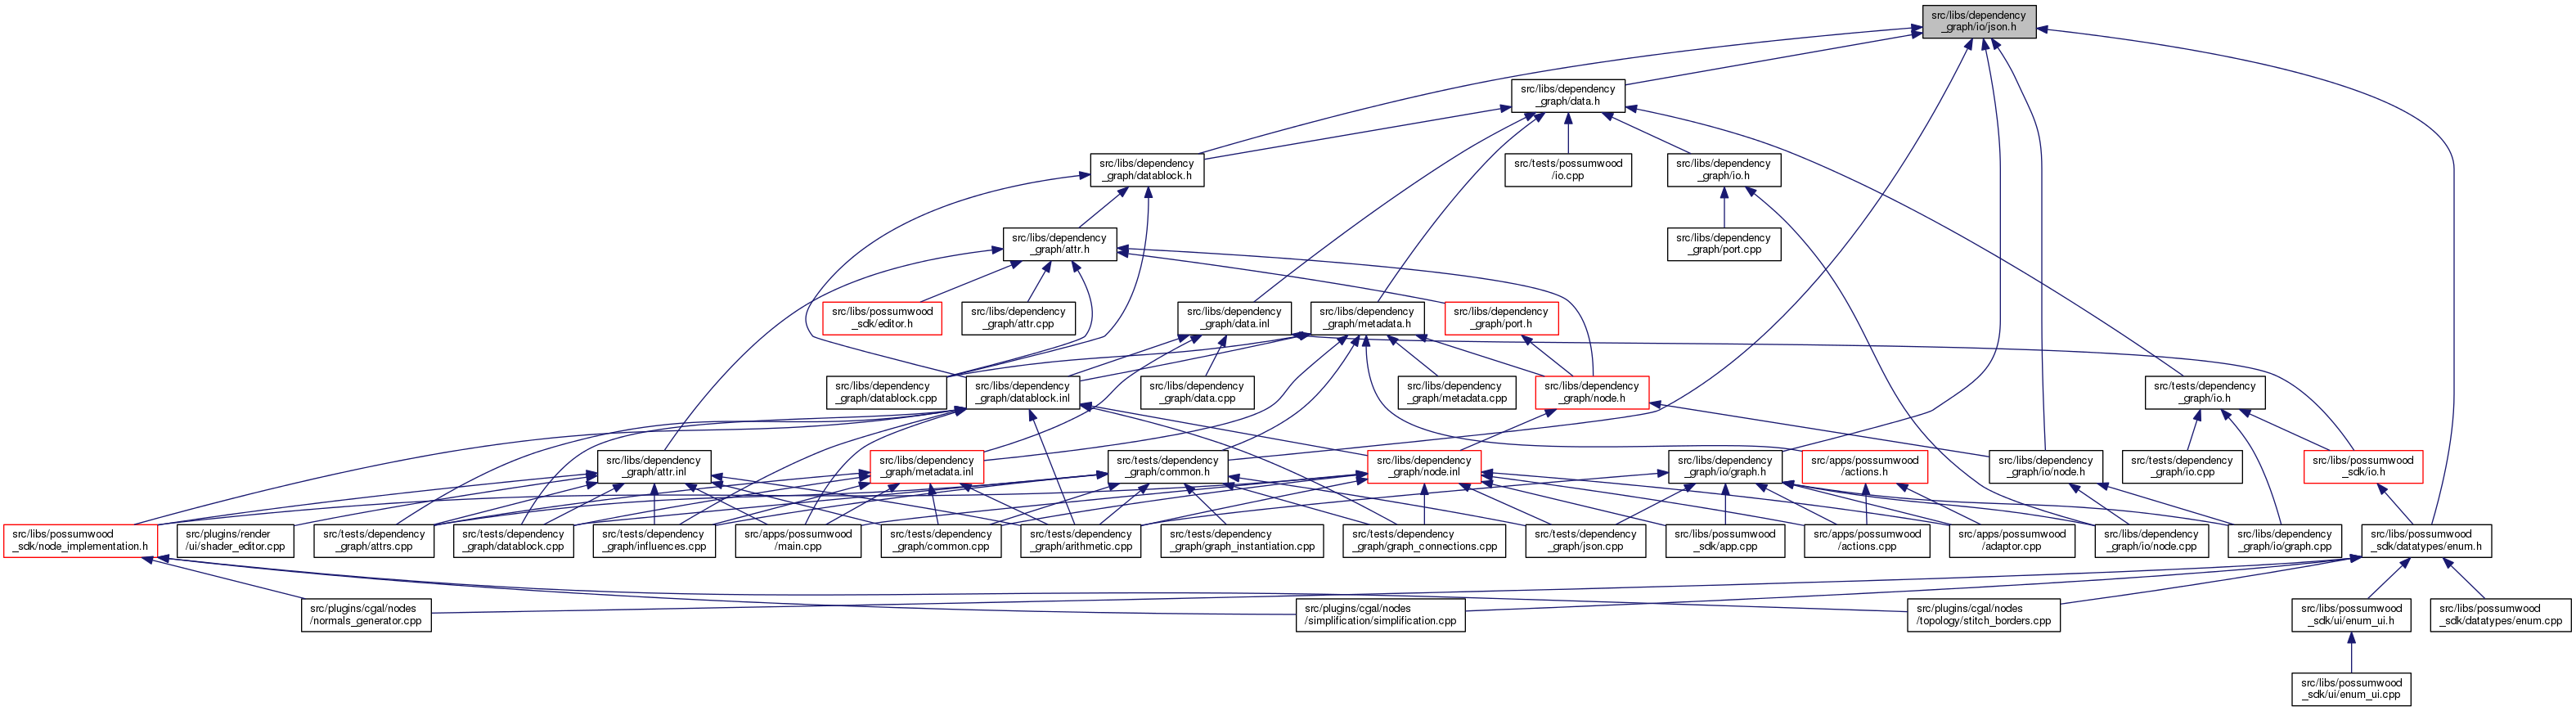 src/libs/dependency
_graph/io/json.h
src/libs/dependency
_graph/data.h
src/libs/dependency
_graph/datablock.h
src/tests/possumwood
/io.cpp
src/libs/dependency
_graph/io.h
src/libs/dependency
_graph/attr.h
src/libs/dependency
_graph/port.cpp
src/libs/possumwood
_sdk/editor.h
src/libs/dependency
_graph/attr.cpp
src/libs/dependency
_graph/data.inl
src/libs/dependency
_graph/metadata.h
src/libs/dependency
_graph/port.h
src/libs/dependency
_graph/datablock.cpp
src/libs/dependency
_graph/datablock.inl
src/libs/dependency
_graph/data.cpp
src/libs/dependency
_graph/metadata.cpp
src/libs/dependency
_graph/node.h
src/tests/dependency
_graph/io.h
src/libs/dependency
_graph/attr.inl
src/libs/dependency
_graph/metadata.inl
src/tests/dependency
_graph/common.h
src/libs/dependency
_graph/node.inl
src/libs/dependency
_graph/io/graph.h
src/apps/possumwood
/actions.h
src/libs/dependency
_graph/io/node.h
src/tests/dependency
_graph/io.cpp
src/libs/possumwood
_sdk/io.h
src/libs/possumwood
_sdk/node_implementation.h
src/plugins/render
/ui/shader_editor.cpp
src/tests/dependency
_graph/attrs.cpp
src/tests/dependency
_graph/datablock.cpp
src/tests/dependency
_graph/influences.cpp
src/apps/possumwood
/main.cpp
src/tests/dependency
_graph/common.cpp
src/tests/dependency
_graph/arithmetic.cpp
src/tests/dependency
_graph/graph_instantiation.cpp
src/tests/dependency
_graph/graph_connections.cpp
src/tests/dependency
_graph/json.cpp
src/libs/possumwood
_sdk/app.cpp
src/apps/possumwood
/actions.cpp
src/apps/possumwood
/adaptor.cpp
src/libs/dependency
_graph/io/node.cpp
src/libs/dependency
_graph/io/graph.cpp
src/libs/possumwood
_sdk/datatypes/enum.h
src/plugins/cgal/nodes
/normals_generator.cpp
src/plugins/cgal/nodes
/simplification/simplification.cpp
src/plugins/cgal/nodes
/topology/stitch_borders.cpp
src/libs/possumwood
_sdk/ui/enum_ui.h
src/libs/possumwood
_sdk/datatypes/enum.cpp
src/libs/possumwood
_sdk/ui/enum_ui.cpp